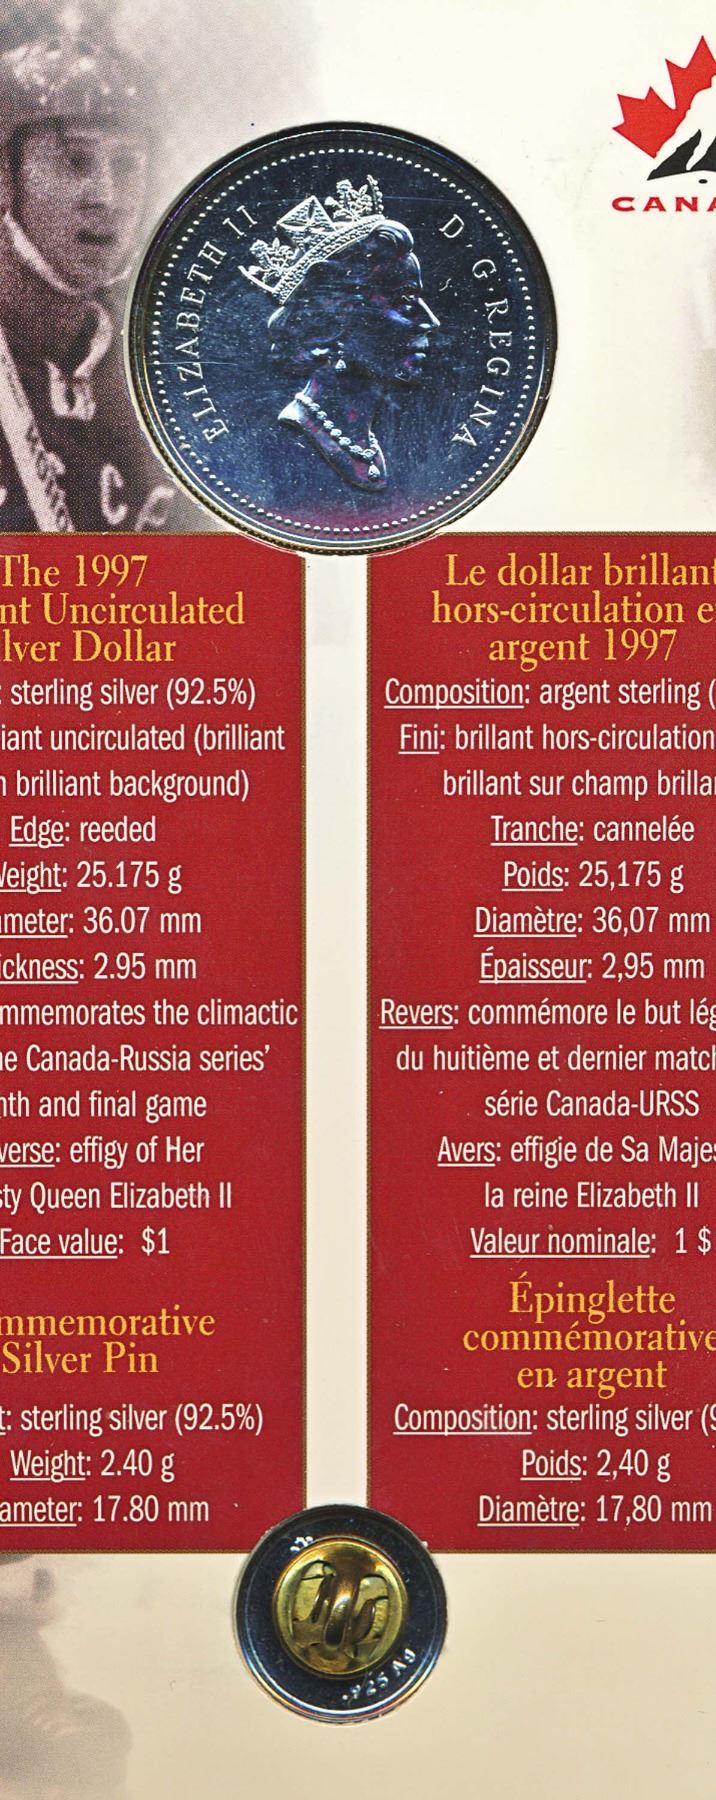 CANA
ELIZABETH II D·G·REGINA
The 1997
nt Uncirculated
lver Dollar
: sterling silver (92.5%)
iant uncirculated (brilliant
n brilliant background)
Edge: reeded
Weight: 25.175 g
ameter: 36.07 mm
ickness: 2.95 mm
mmemorates the climactic
he Canada-Russia series'
hth and final game
verse: effigy of Her
sty Queen Elizabeth II
Face value: $1
mmemorative
Silver Pin
t: sterling silver (92.5%)
Weight: 2.40 g
ameter: 17.80 mm
Le dollar brillant
hors-circulation e
argent 1997
Composition: argent sterling (
Fini: brillant hors-circulation
brillant sur champ brillan
Tranche: cannelée
Poids: 25,175 g
Diamètre: 36,07 mm
Épaisseur: 2,95 mm
Revers: commémore le but lég
du huitième et dernier match
série Canada-URSS
Avers: effigie de Sa Majes
la reine Elizabeth II
Valeur nominale: 1 $
Épinglette
commémorative
en argent
Composition: sterling silver (9
Poids: 2,40 g
Diamètre: 17,80 mm
.925 Ag